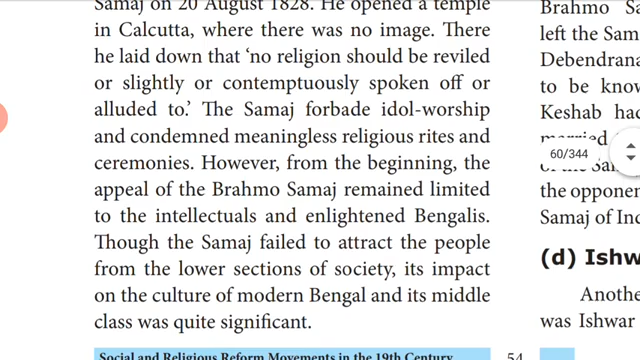 Samaj on 20 August 1828. He opened a temple
in Calcutta, where there was no image. There
he laid down that 'no religion should be reviled
or slightly or contemptuously spoken off or
alluded to.' The Samaj forbade idol-worship
and condemned meaningless religious rites and
ceremonies. However, from the beginning, the
appeal of the Brahmo Samaj remained limited
to the intellectuals and enlightened Bengalis.
Though the Samaj failed to attract the people
from the lower sections of society, its impact
on the culture of modern Bengal and its middle
class was quite significant.
Social and Religious Reform Movements in the 19th Century
54
Brahmo Sa
left the Sam
Debendrana
to be know
Keshab had
married
60/344
of the Sa
the opponen
Samaj of Ind
(d) Ishw
Anothe
was Ishwar